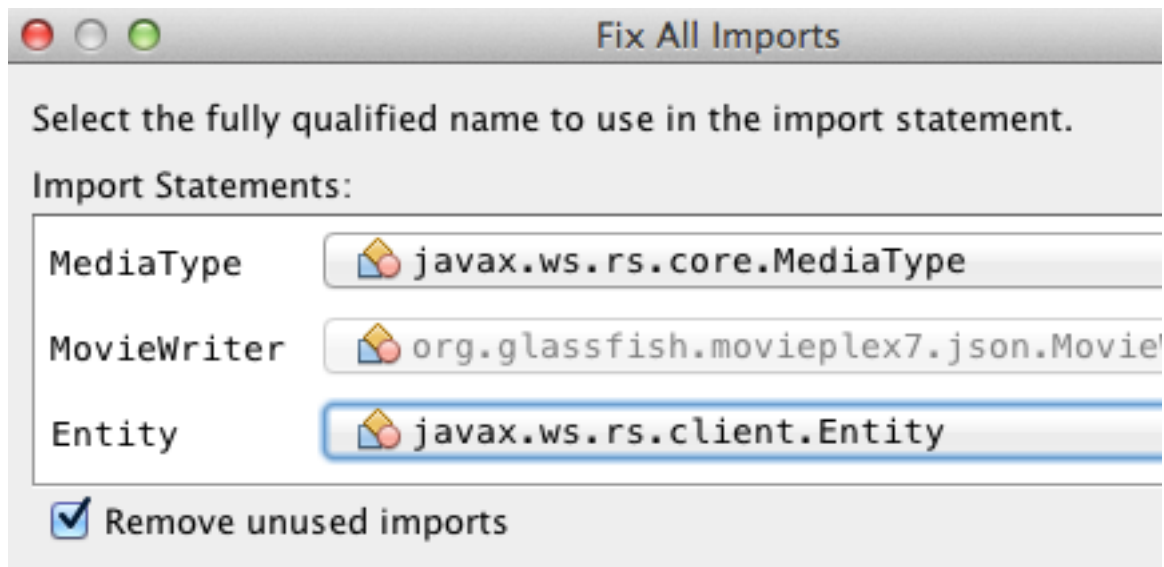 Fix All Imports
Select the fully qualified name to use in the import statement.
Import Statements:
MediaType javax.ws.rs.core.MediaType
MovieWriter org.glassfish.movieplex7.json.Movie
Entity javax.ws.rs.client.Entity
Remove unused imports